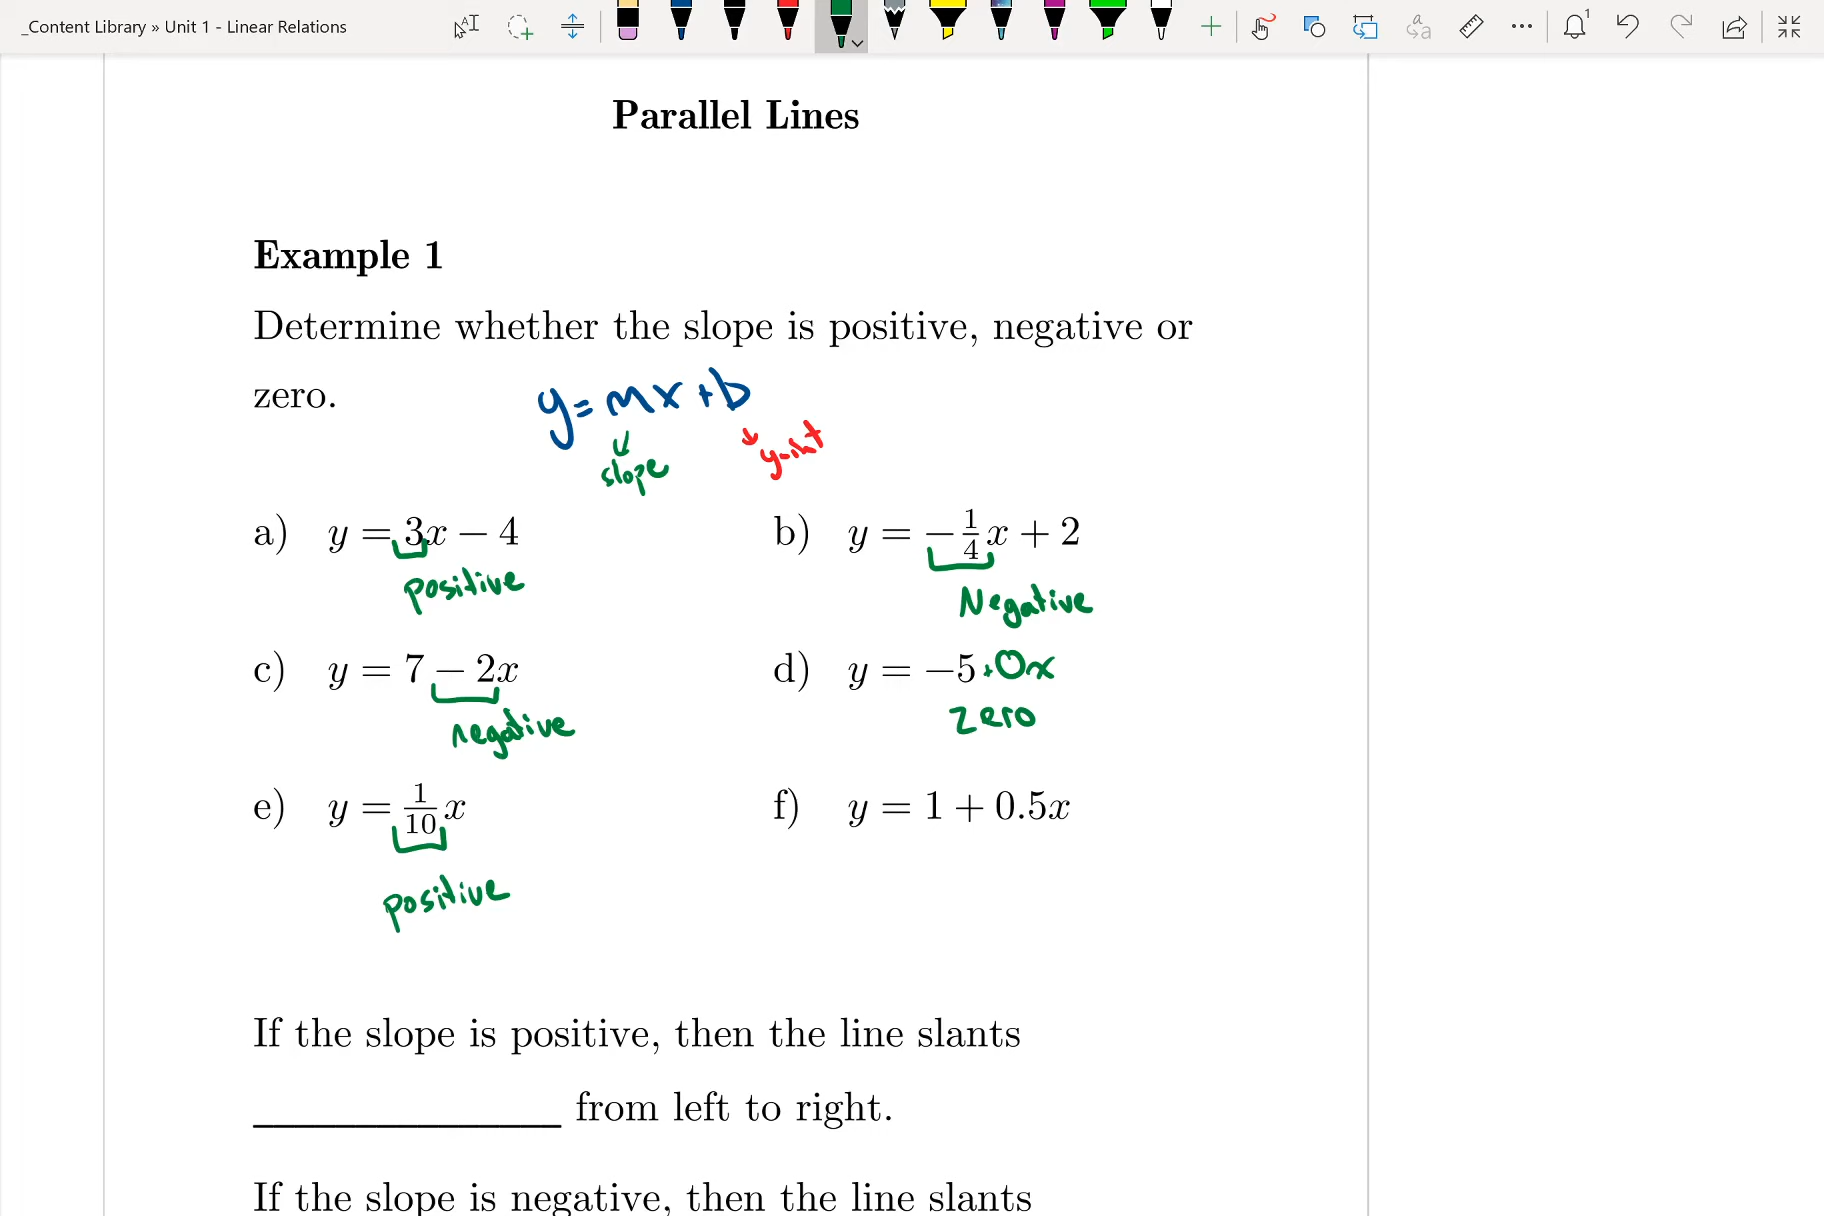 _Content Library » Unit 1 - Linear Relations
Parallel Lines
Example 1
Determine whether the slope is positive, negative or
zero.
y = mx + b
slope
y-int
a) y = 3x − 4
positive
b) y = −1/4x + 2
Negative
c) y = 7 − 2x
negative
d) y = −5 + 0x
zero
e) y = 1/10x
positive
f) y = 1 + 0.5x
If the slope is positive, then the line slants
______________ from left to right.
If the slope is negative, then the line slants